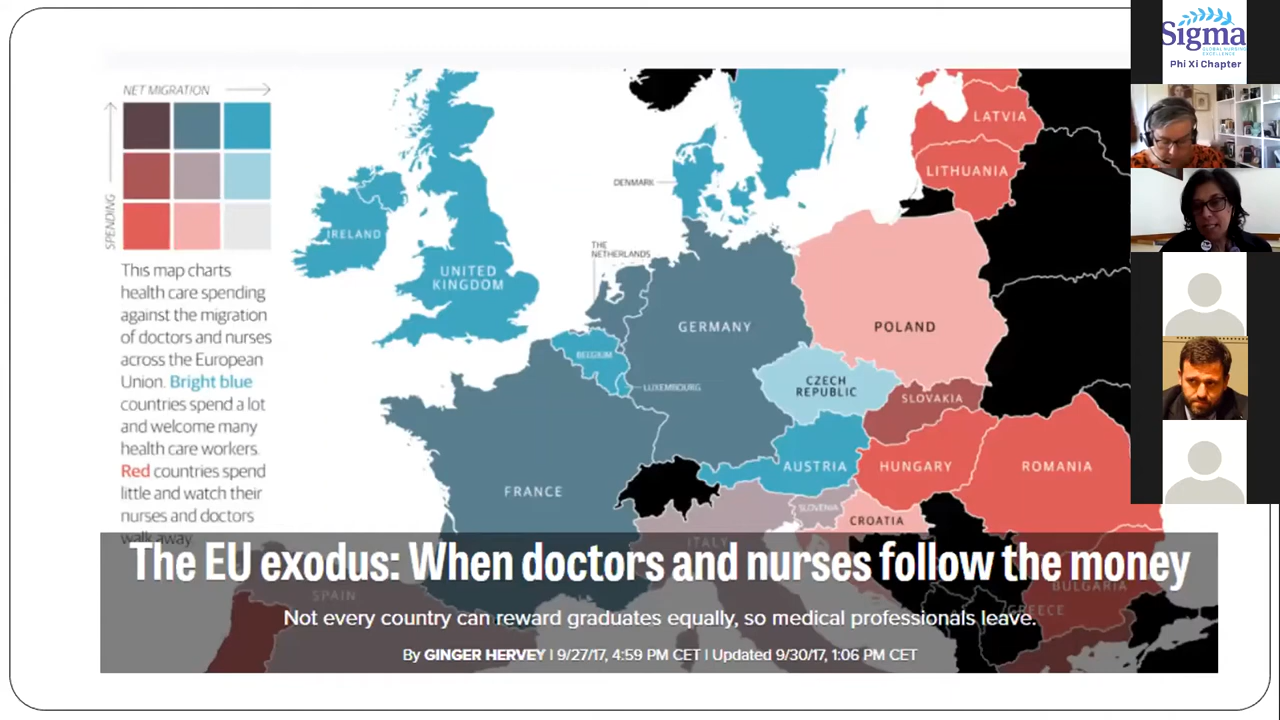 NET MIGRATION
SPENDING
This map charts
health care spending
against the migration
of doctors and nurses
across the European
Union. Bright blue
countries spend a lot
and welcome many
health care workers.
Red countries spend
little and watch their
nurses and doctors
walk away.
LATVIA
LITHUANIA
DENMARK
IRELAND
THE
NETHERLANDS
UNITED
KINGDOM
GERMANY
POLAND
BELGIUM
LUXEMBOURG
CZECH
REPUBLIC
SLOVAKIA
AUSTRIA
HUNGARY
ROMANIA
FRANCE
SLOVENIA
CROATIA
ITALY
SPAIN
BULGARIA
GREECE
The EU exodus: When doctors and nurses follow the money
Not every country can reward graduates equally, so medical professionals leave.
By GINGER HERVEY | 9/27/17, 4:59 PM CET | Updated 9/30/17, 1:06 PM CET
Sigma
GLOBAL NURSING
EXCELLENCE
Phi Xi Chapter